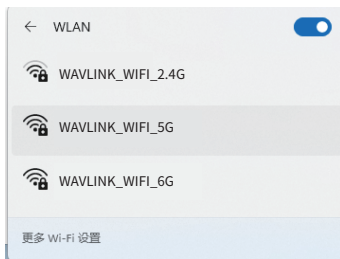 WLAN
WAVLINK_WIFI_2.4G
WAVLINK_WIFI_5G
WAVLINK_WIFI_6G
更多 Wi-Fi 设置